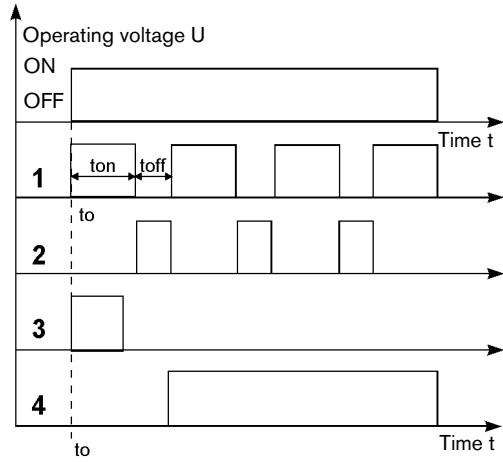 Operating voltage U
ON
OFF
Time t
ton
toff
1
to
2
3
4
to
Time t